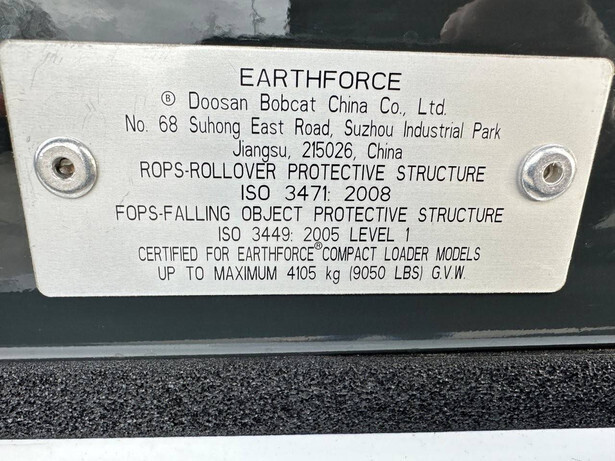 EARTHFORCE
® Doosan Bobcat China Co., Ltd.
No. 68 Suhong East Road, Suzhou Industrial Park
Jiangsu, 215026, China
ROPS-ROLLOVER PROTECTIVE STRUCTURE
ISO 3471: 2008
FOPS-FALLING OBJECT PROTECTIVE STRUCTURE
ISO 3449: 2005 LEVEL 1
CERTIFIED FOR EARTHFORCE® COMPACT LOADER MODELS
UP TO MAXIMUM 4105 kg (9050 LBS) G.V.W.